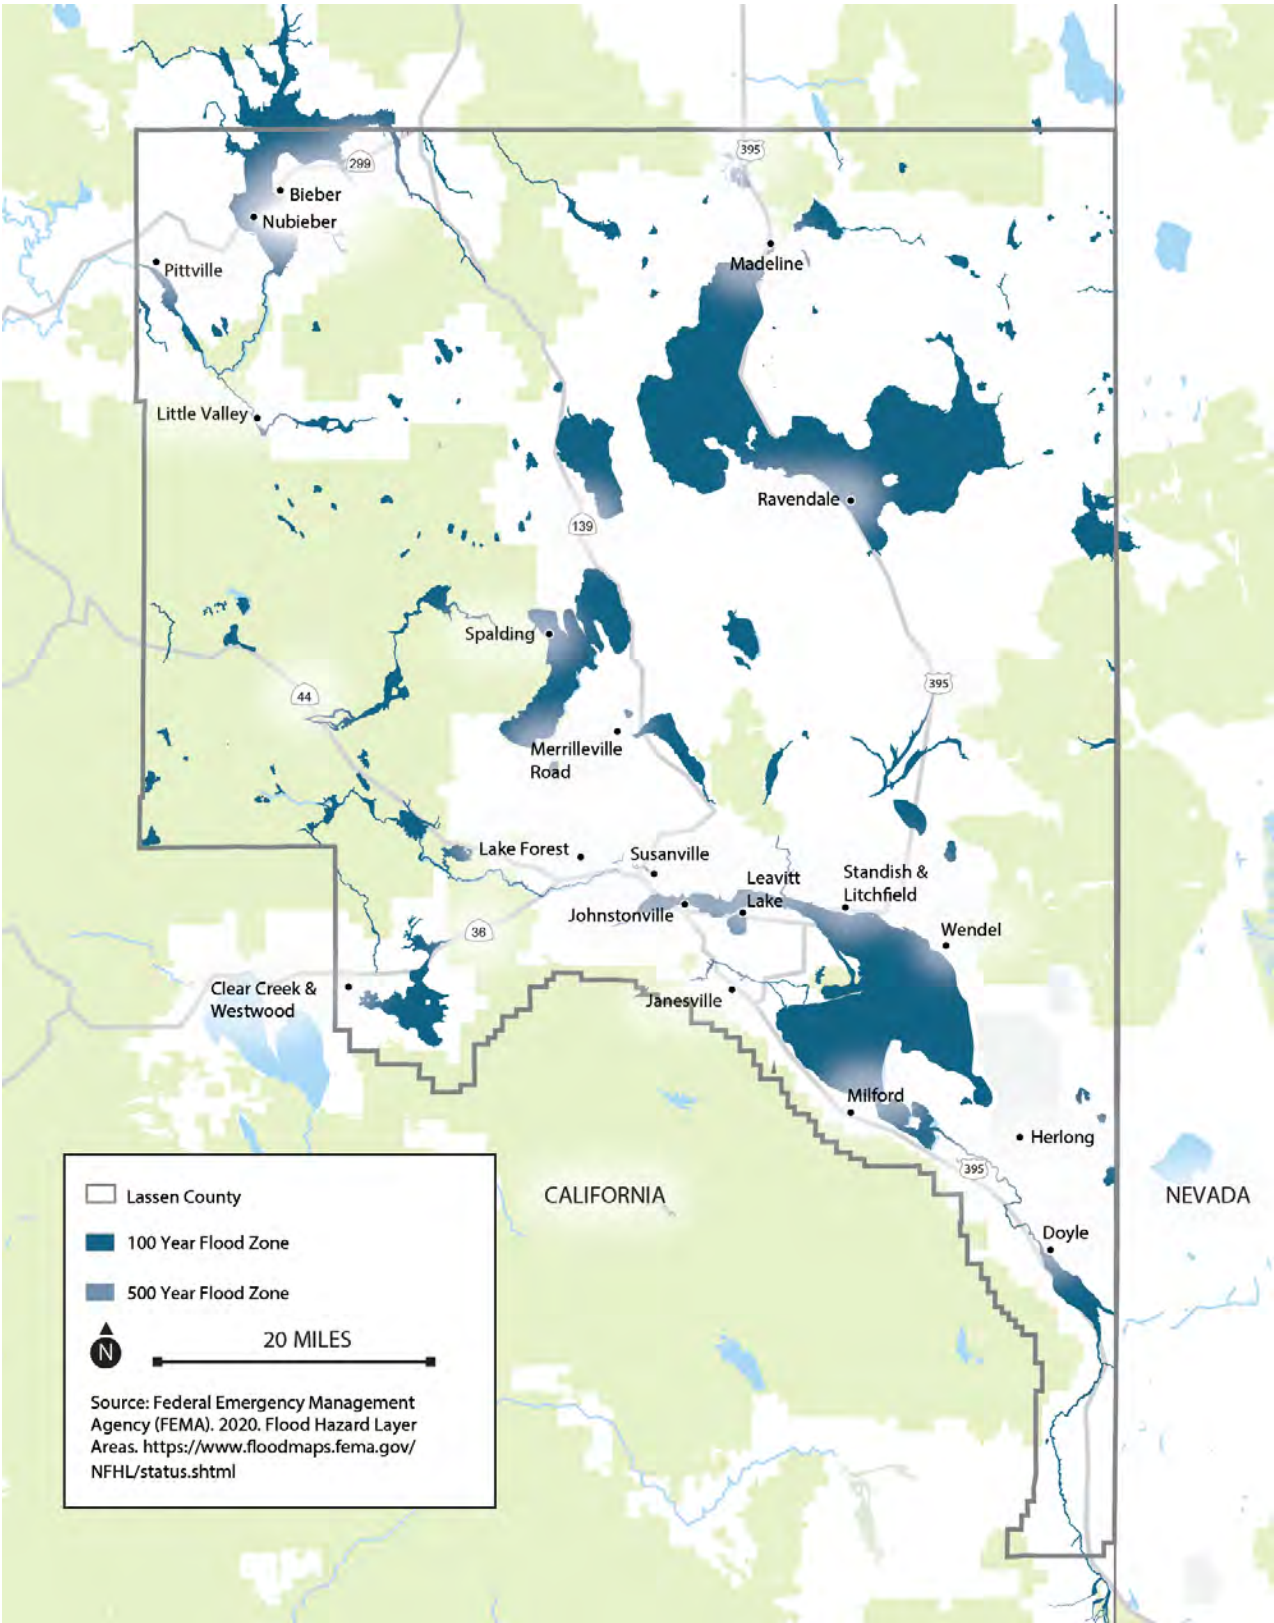 299
395
Bieber
Nubieber
Pittville
Madeline
Little Valley
Ravendale
139
Spalding
44
395
Merrilleville
Road
Lake Forest
Susanville
Leavitt
Lake
Standish &
Litchfield
Johnstonville
36
Wendel
Clear Creek &
Westwood
Janesville
Milford
Herlong
395
CALIFORNIA
NEVADA
Doyle
Lassen County
100 Year Flood Zone
500 Year Flood Zone
N
20 MILES
Source: Federal Emergency Management
Agency (FEMA). 2020. Flood Hazard Layer
Areas. https://www.floodmaps.fema.gov/
NFHL/status.shtml